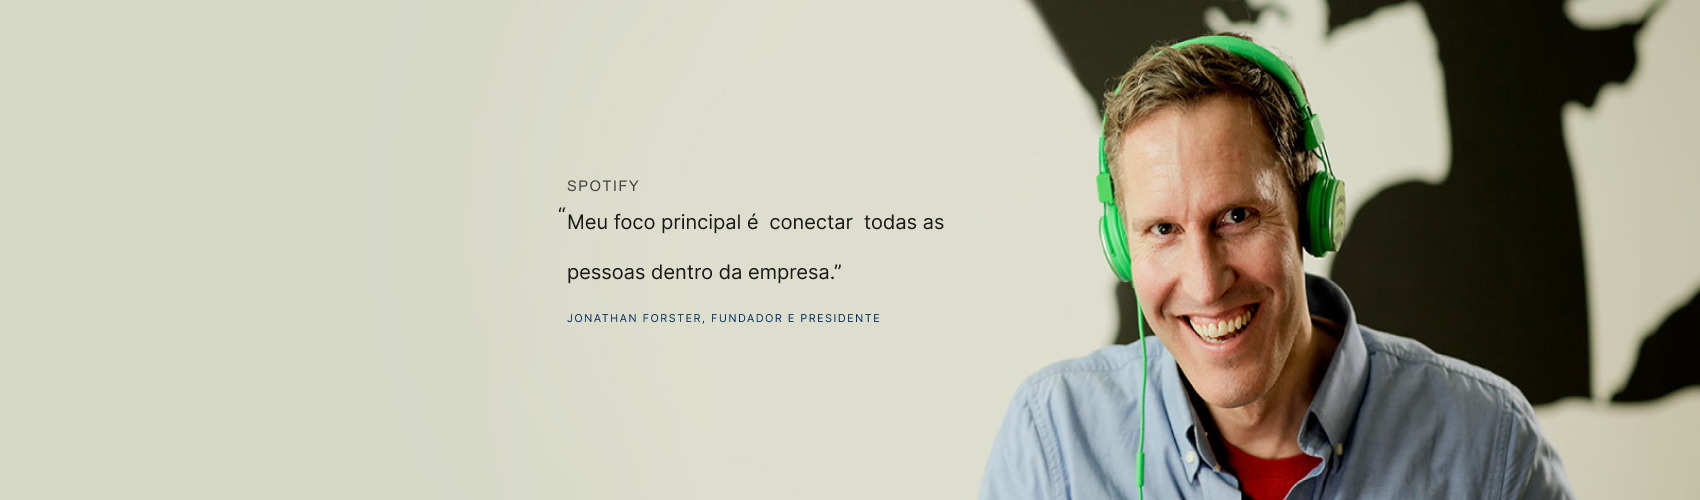 SPOTIFY
“Meu foco principal é conectar todas as
pessoas dentro da empresa.”
JONATHAN FORSTER, FUNDADOR E PRESIDENTE